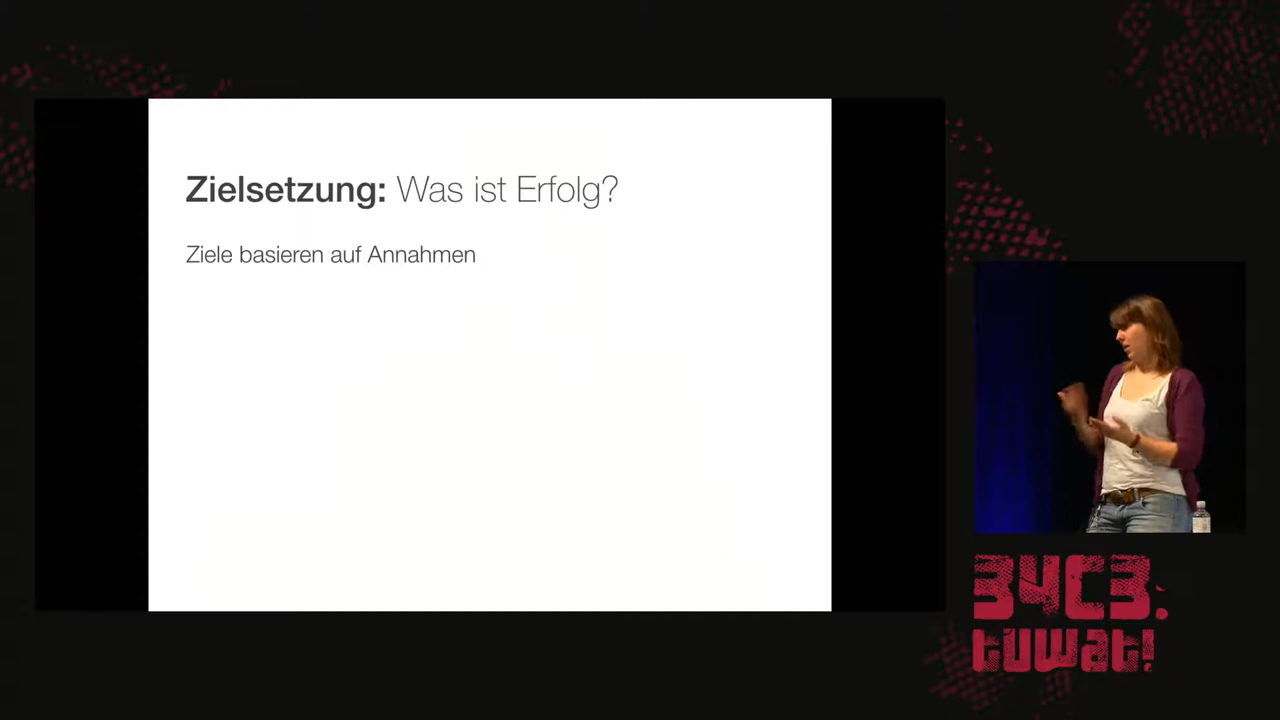 Zielsetzung: Was ist Erfolg?
Ziele basieren auf Annahmen
34C3.
tuwat!